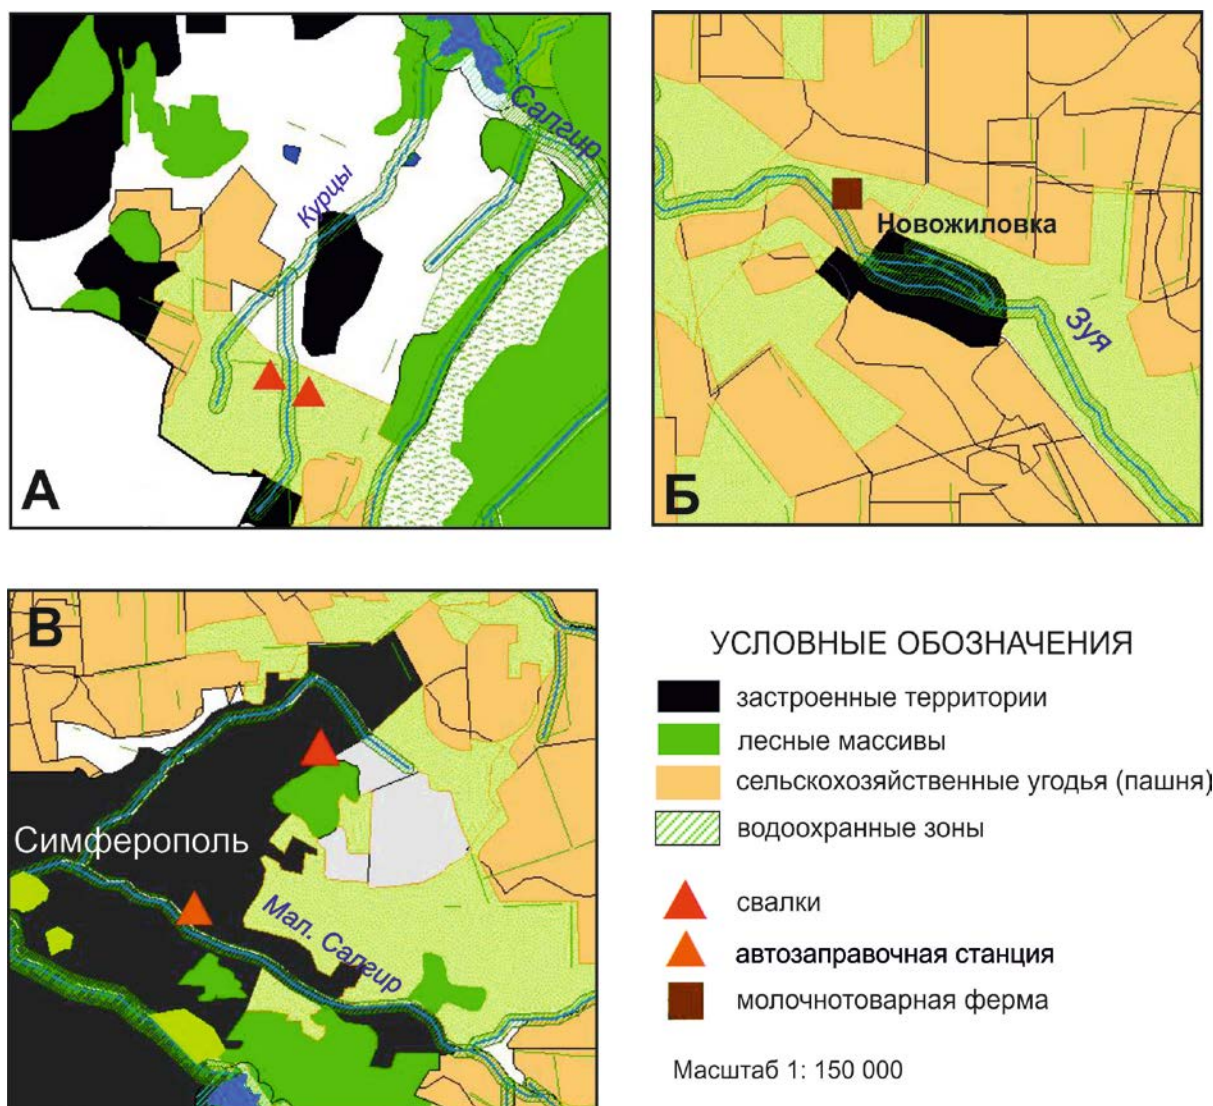 Салгир
Курцы
А
Новожиловка
Зуя
Б
В
Симферополь
Мал. Салгир
УСЛОВНЫЕ ОБОЗНАЧЕНИЯ
застроенные территории
лесные массивы
сельскохозяйственные угодья (пашня)
водоохранные зоны
свалки
автозаправочная станция
молочнотоварная ферма
Масштаб 1: 150 000